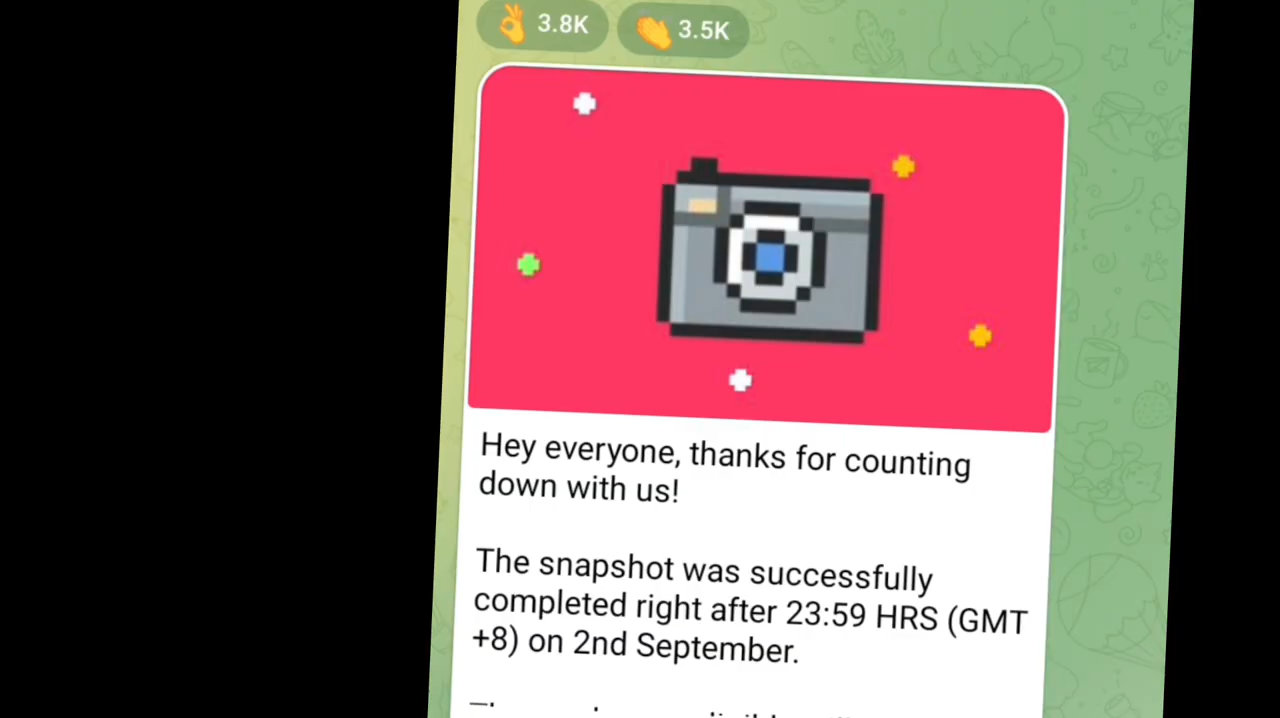 3.8K 3.5K
Hey everyone, thanks for counting
down with us!
The snapshot was successfully
completed right after 23:59 HRS (GMT
+8) on 2nd September.